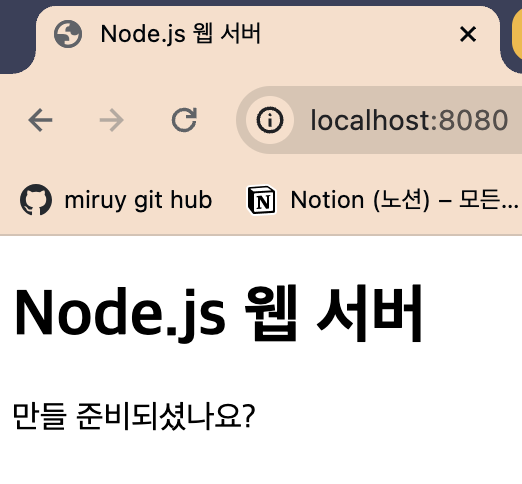 Node.js 웹 서버
localhost:8080
miruy git hub
Notion (노션) – 모든...
Node.js 웹 서버
만들 준비되셨나요?